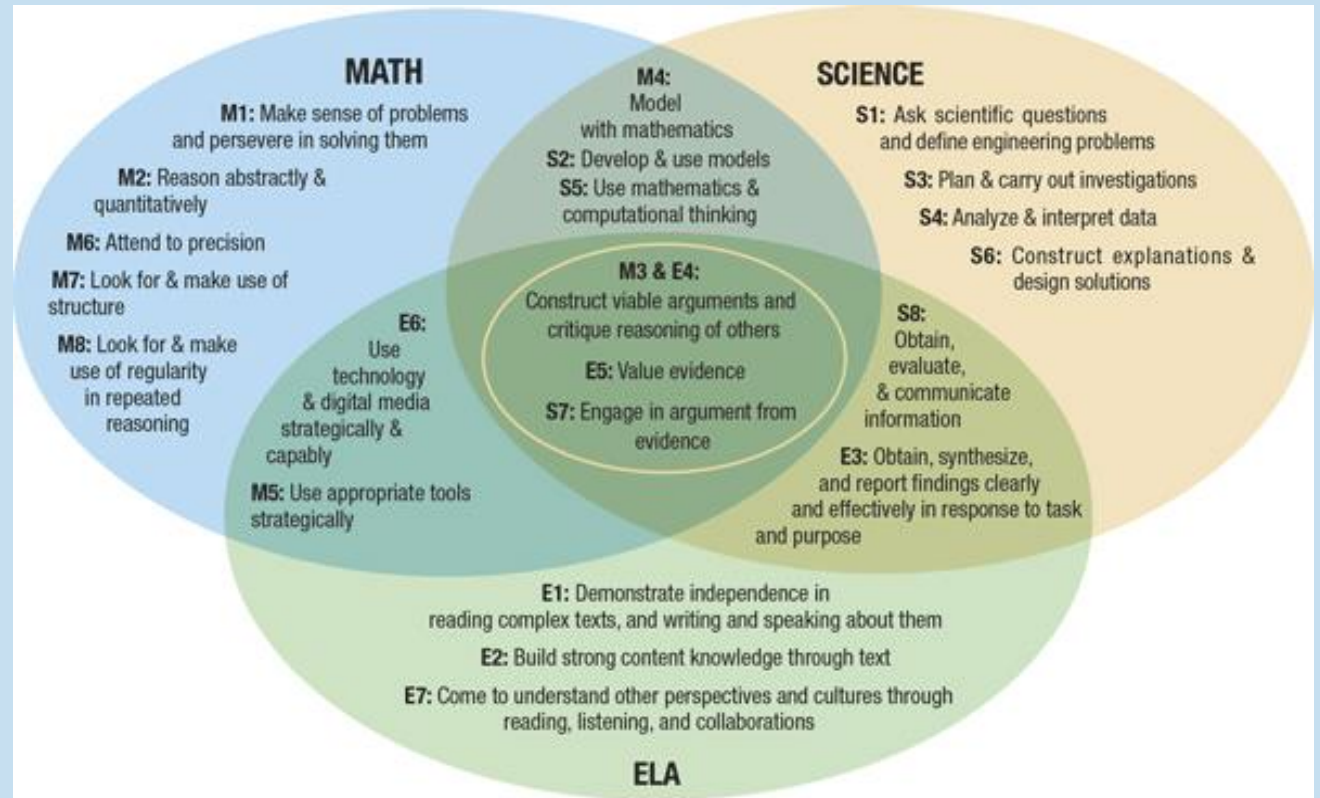 MATH
M1: Make sense of problems
and persevere in solving them
M2: Reason abstractly &
quantitatively
M6: Attend to precision
M7: Look for & make use of
structure
M8: Look for & make
use of regularity
in repeated
reasoning
M4:
Model
with mathematics
S2: Develop & use models
S5: Use mathematics &
computational thinking
SCIENCE
S1: Ask scientific questions
and define engineering problems
S3: Plan & carry out investigations
S4: Analyze & interpret data
S6: Construct explanations &
design solutions
E6:
Use
technology
& digital media
strategically &
capably
M5: Use appropriate tools
strategically
M3 & E4:
Construct viable arguments and
critique reasoning of others
E5: Value evidence
S7: Engage in argument from
evidence
S8:
Obtain,
evaluate,
& communicate
information
E3: Obtain, synthesize,
and report findings clearly
and effectively in response to task
and purpose
E1: Demonstrate independence in
reading complex texts, and writing and speaking about them
E2: Build strong content knowledge through text
E7: Come to understand other perspectives and cultures through
reading, listening, and collaborations
ELA